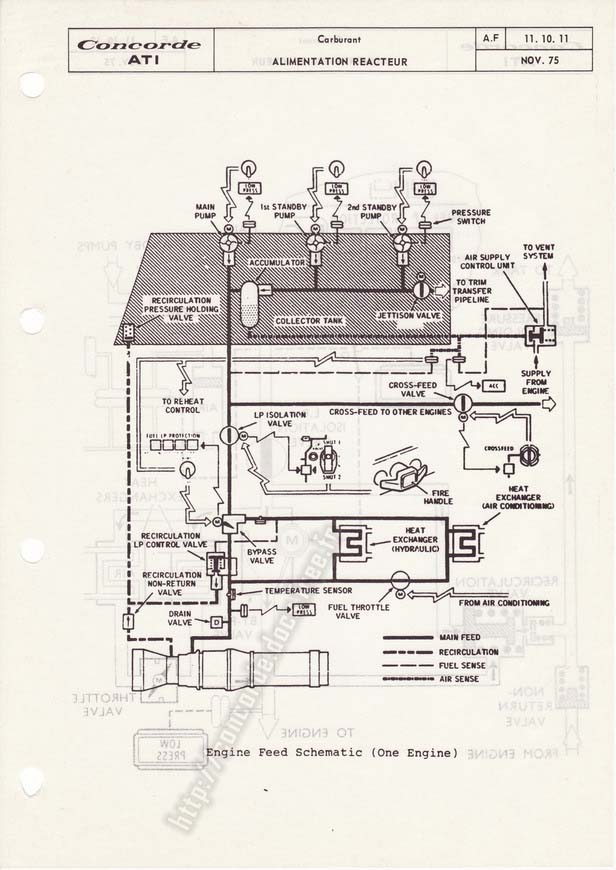 Concorde
ATI
Carburant
ALIMENTATION REACTEUR
A.F
11. 10. 11
NOV. 75
LOW
PRESS
LOW
PRESS
LOW
PRESS
MAIN
PUMP
1st STANDBY
PUMP
2nd STANDBY
PUMP
PRESSURE
SWITCH
TO VENT
SYSTEM
AIR SUPPLY
CONTROL UNIT
ACCUMULATOR
TO TRIM
TRANSFER
PIPELINE
RECIRCULATION
PRESSURE HOLDING
VALVE
COLLECTOR TANK
JETTISON VALVE
SUPPLY
FROM
ENGINE
ACC
TO REHEAT
CONTROL
CROSS-FEED
VALVE
LP ISOLATION
VALVE
CROSS-FEED TO OTHER ENGINES
FUEL LP PROTECTION
SHUT 1
SHUT 2
CROSSFEED
FIRE
HANDLE
HEAT
EXCHANGER
(AIR CONDITIONING)
RECIRCULATION
LP CONTROL VALVE
BYPASS
VALVE
HEAT
EXCHANGER
(HYDRAULIC)
RECIRCULATION
NON-RETURN
VALVE
TEMPERATURE SENSOR
LOW
PRESS
FUEL THROTTLE
VALVE
FROM AIR CONDITIONING
DRAIN
VALVE
MAIN FEED
RECIRCULATION
FUEL SENSE
AIR SENSE
Engine Feed Schematic (One Engine)